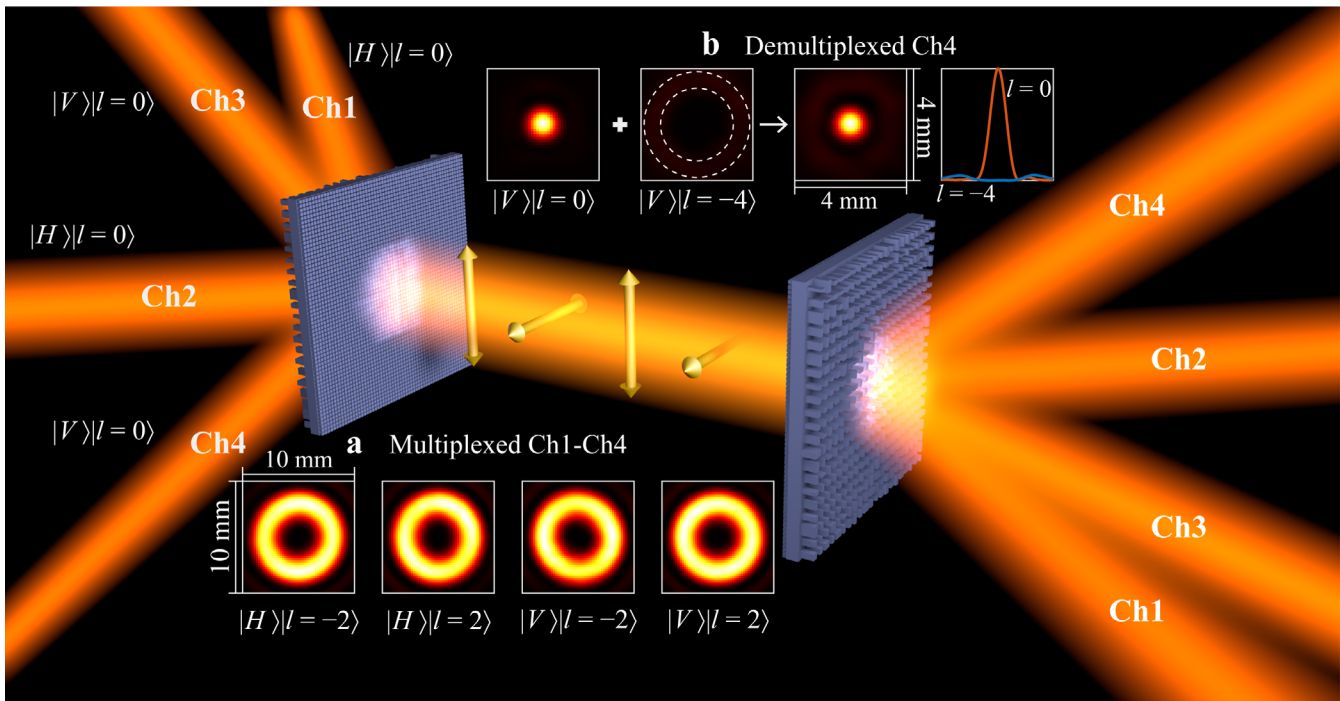 |H⟩|l = 0⟩
|V⟩|l = 0⟩
Ch3
Ch1
b Demultiplexed Ch4
l = 0
l = −4
4 mm
4 mm
|V⟩|l = 0⟩
|V⟩|l = −4⟩
|H⟩|l = 0⟩
Ch2
|V⟩|l = 0⟩
Ch4
a Multiplexed Ch1-Ch4
10 mm
10 mm
|H⟩|l = −2⟩
|H⟩|l = 2⟩
|V⟩|l = −2⟩
|V⟩|l = 2⟩
Ch4
Ch2
Ch3
Ch1